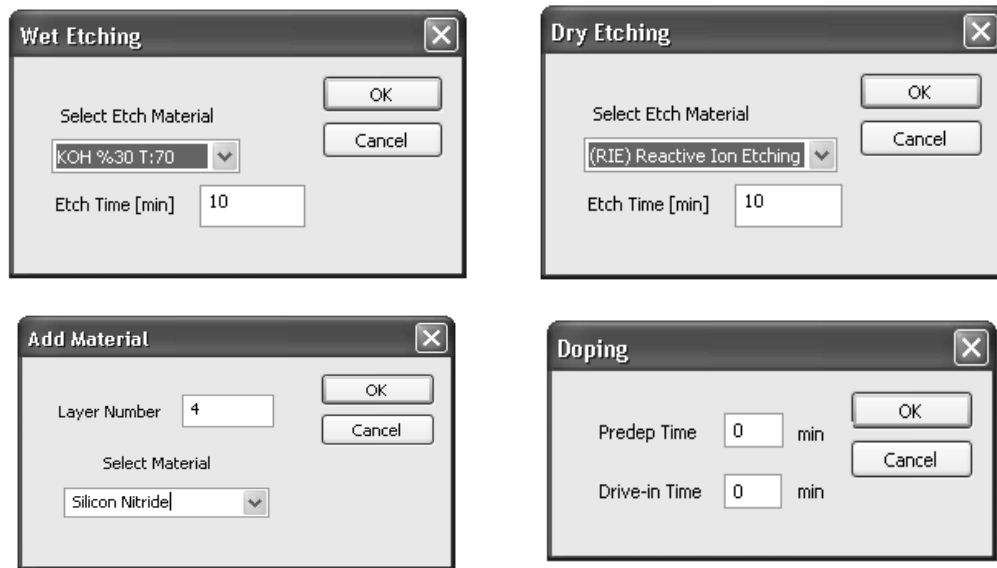 Wet Etching
OK
Select Etch Material
Cancel
KOH %30 T:70
Etch Time [min] 10
Dry Etching
OK
Select Etch Material
Cancel
(RIE) Reactive Ion Etching
Etch Time [min] 10
Add Material
OK
Layer Number 4
Cancel
Select Material
Silicon Nitride
Doping
OK
Predep Time 0 min
Cancel
Drive-in Time 0 min